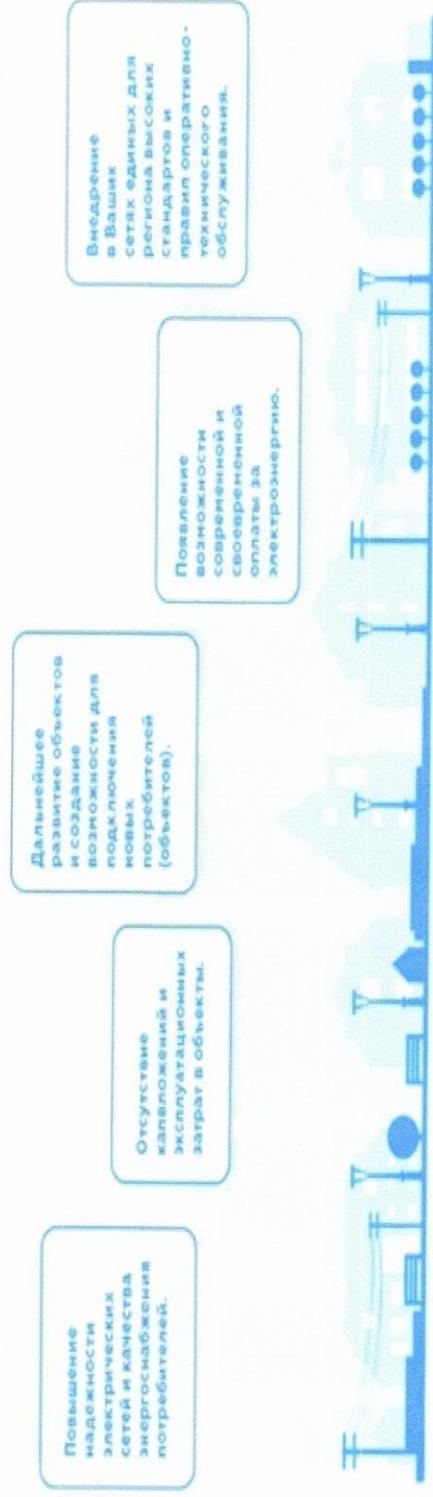 Повышение
надежности
электрических
сетей и качества
энергоснабжения
потребителей.
Отсутствие
капвложений и
эксплуатационных
затрат в объекты.
Дальнейшее
развитие объектов
и создание
возможности для
подключения
новых
потребителей
(объектов).
Появление
возможности
современной и
своевременной
оплаты за
электроэнергию.
Внедрение
в Ваших
сетях единых для
региона высоких
стандартов и
правил оперативно-
технического
обслуживания.